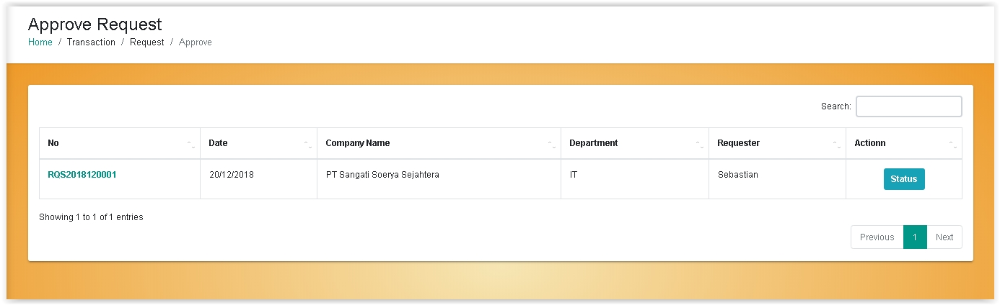 Approve Request
Home / Transaction / Request / Approve
Search:
No Date Company Name Department Requester Actionn
RQS2018120001 20/12/2018 PT Sangati Soerya Sejahtera IT Sebastian Status
Showing 1 to 1 of 1 entries
Previous 1 Next